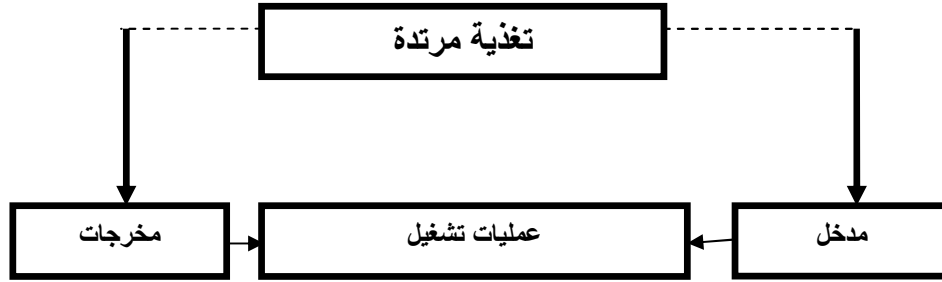 تغذية مرتدة
مدخل
عمليات تشغيل
مخرجات